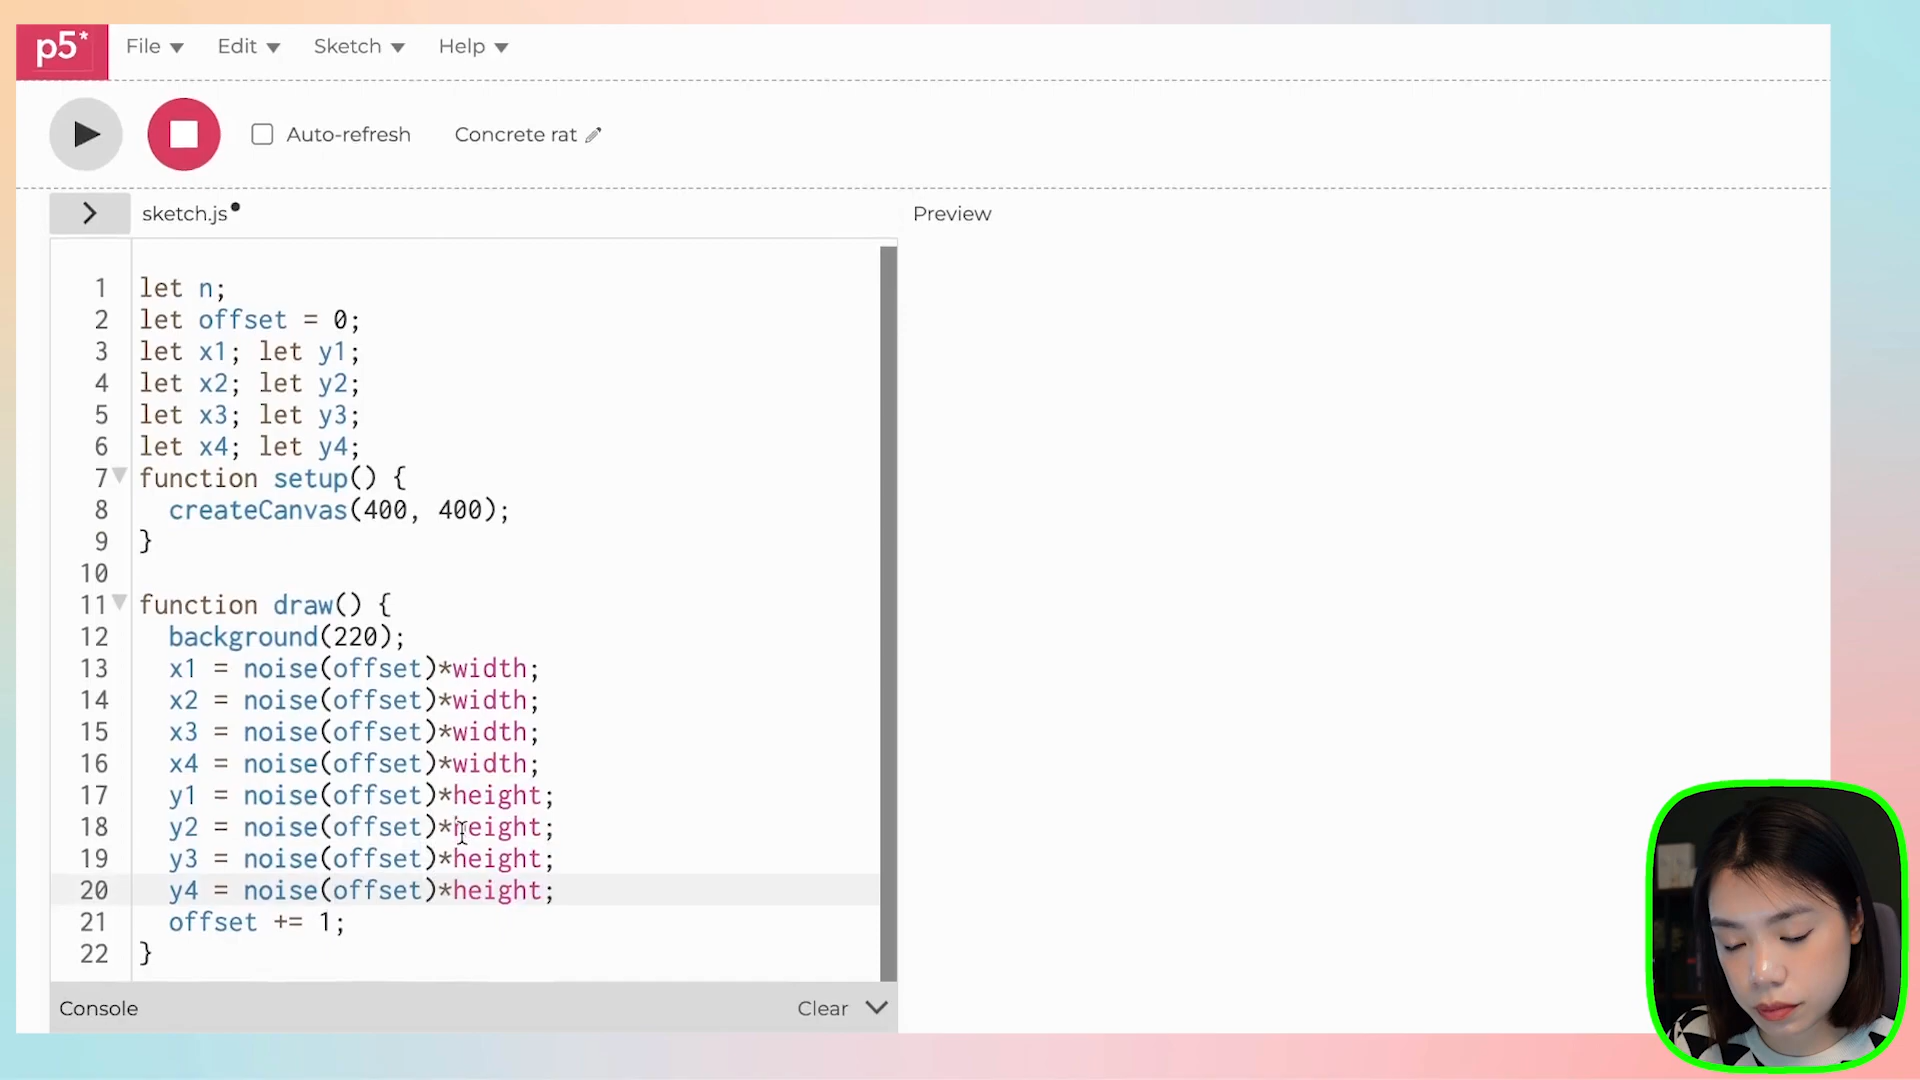 p5* File Edit Sketch Help
Auto-refresh Concrete rat
> sketch.js• Preview
1 let n;
2 let offset = 0;
3 let x1; let y1;
4 let x2; let y2;
5 let x3; let y3;
6 let x4; let y4;
7 function setup() {
8 createCanvas(400, 400);
9 }
10
11 function draw() {
12 background(220);
13 x1 = noise(offset)*width;
14 x2 = noise(offset)*width;
15 x3 = noise(offset)*width;
16 x4 = noise(offset)*width;
17 y1 = noise(offset)*height;
18 y2 = noise(offset)*height;
19 y3 = noise(offset)*height;
20 y4 = noise(offset)*height;
21 offset += 1;
22 }
Console Clear